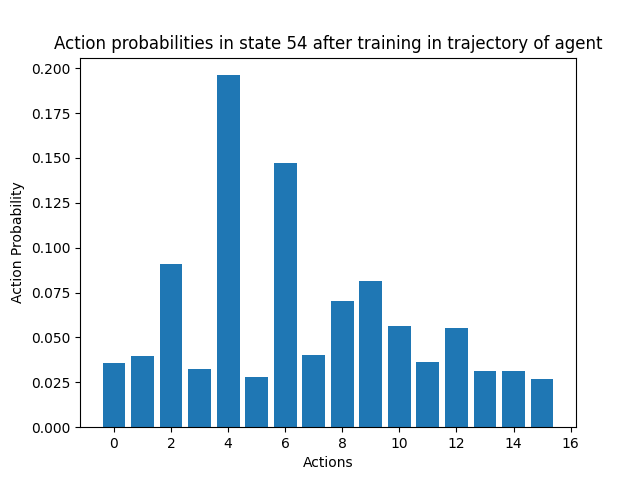 Action probabilities in state 54 after training in trajectory of agent
0.200
0.175
0.150
0.125
0.100
0.075
0.050
0.025
0.000
Action Probability
0 2 4 6 8 10 12 14 16
Actions